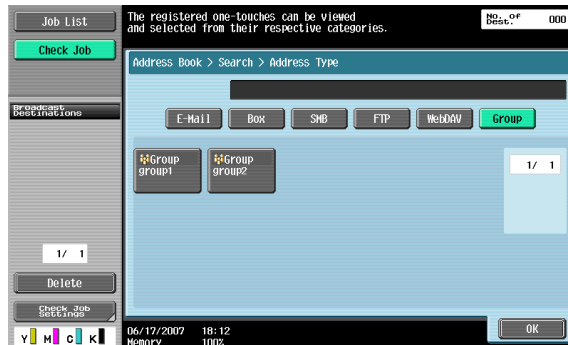 Job List
Check Job
The registered one-touches can be viewed
and selected from their respective categories.
No. of
Dest.
000
Address Book > Search > Address Type
Broadcast
Destinations
E-Mail
Box
SMB
FTP
WebDAV
Group
Group
group1
Group
group2
1/ 1
1/ 1
Delete
Check Job
Settings
OK
Y M C K
06/17/2007 18:12
Memory 100%